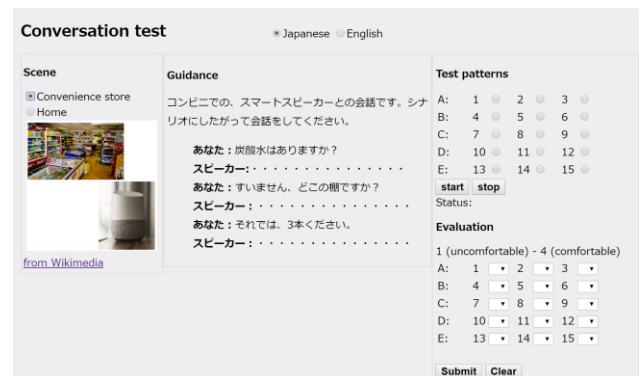 Conversation test
Japanese English
Scene
Convenience store
Home
from Wikimedia
Guidance
コンビニでの、スマートスピーカーとの会話です。シナ
リオにしたがって会話をしてください。
あなた：炭酸水はありますか？
スピーカー：・・・・・・・・・・・・・・・
あなた：すいません、どこの棚ですか？
スピーカー：・・・・・・・・・・・・・・・
あなた：それでは、3本ください。
スピーカー：・・・・・・・・・・・・・・・
Test patterns
A: 1 2 3
B: 4 5 6
C: 7 8 9
D: 10 11 12
E: 13 14 15
start stop
Status:
Evaluation
1 (uncomfortable) - 4 (comfortable)
A: 1 2 3
B: 4 5 6
C: 7 8 9
D: 10 11 12
E: 13 14 15
Submit Clear